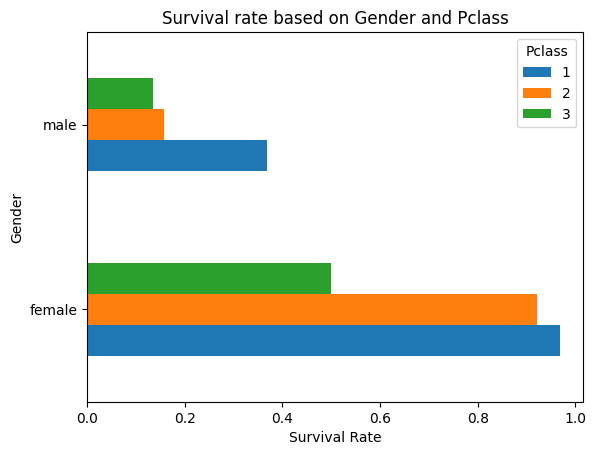 Survival rate based on Gender and Pclass
Pclass
1
2
3
male
female
Gender
0.0 0.2 0.4 0.6 0.8 1.0
Survival Rate